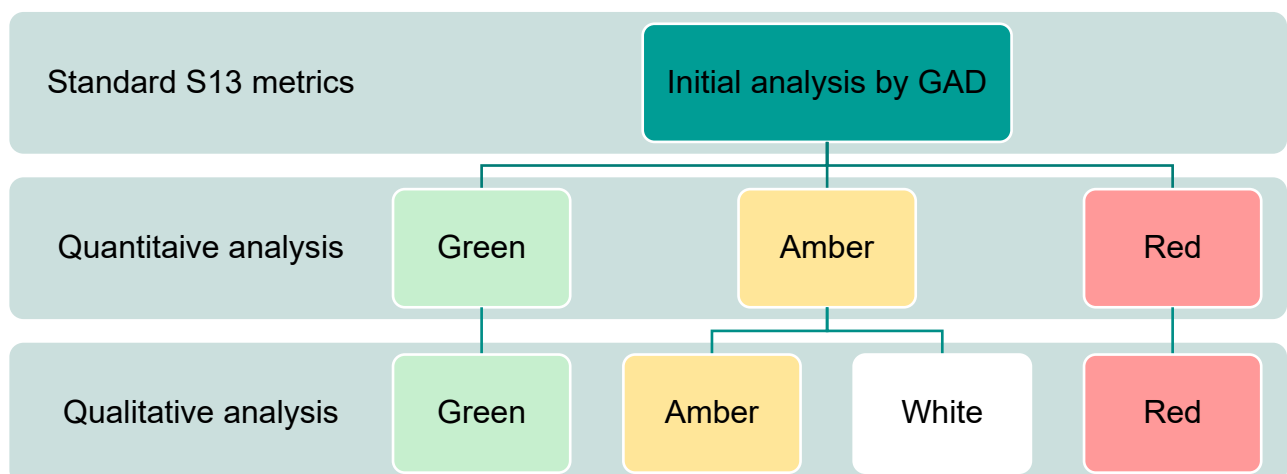 Standard S13 metrics
Initial analysis by GAD
Quantitaive analysis
Green
Amber
Red
Qualitative analysis
Green
Amber
White
Red